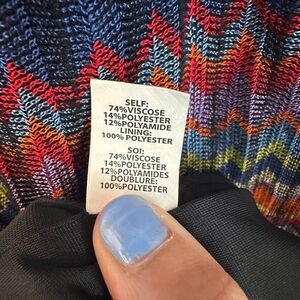 SELF:
74%VISCOSE
14%POLYESTER
12%POLYAMIDE
LINING:
100% POLYESTER
SOI:
74%VISCOSE
14%POLYESTER
12%POLYAMIDES
DOUBLURE:
100%POLYESTER